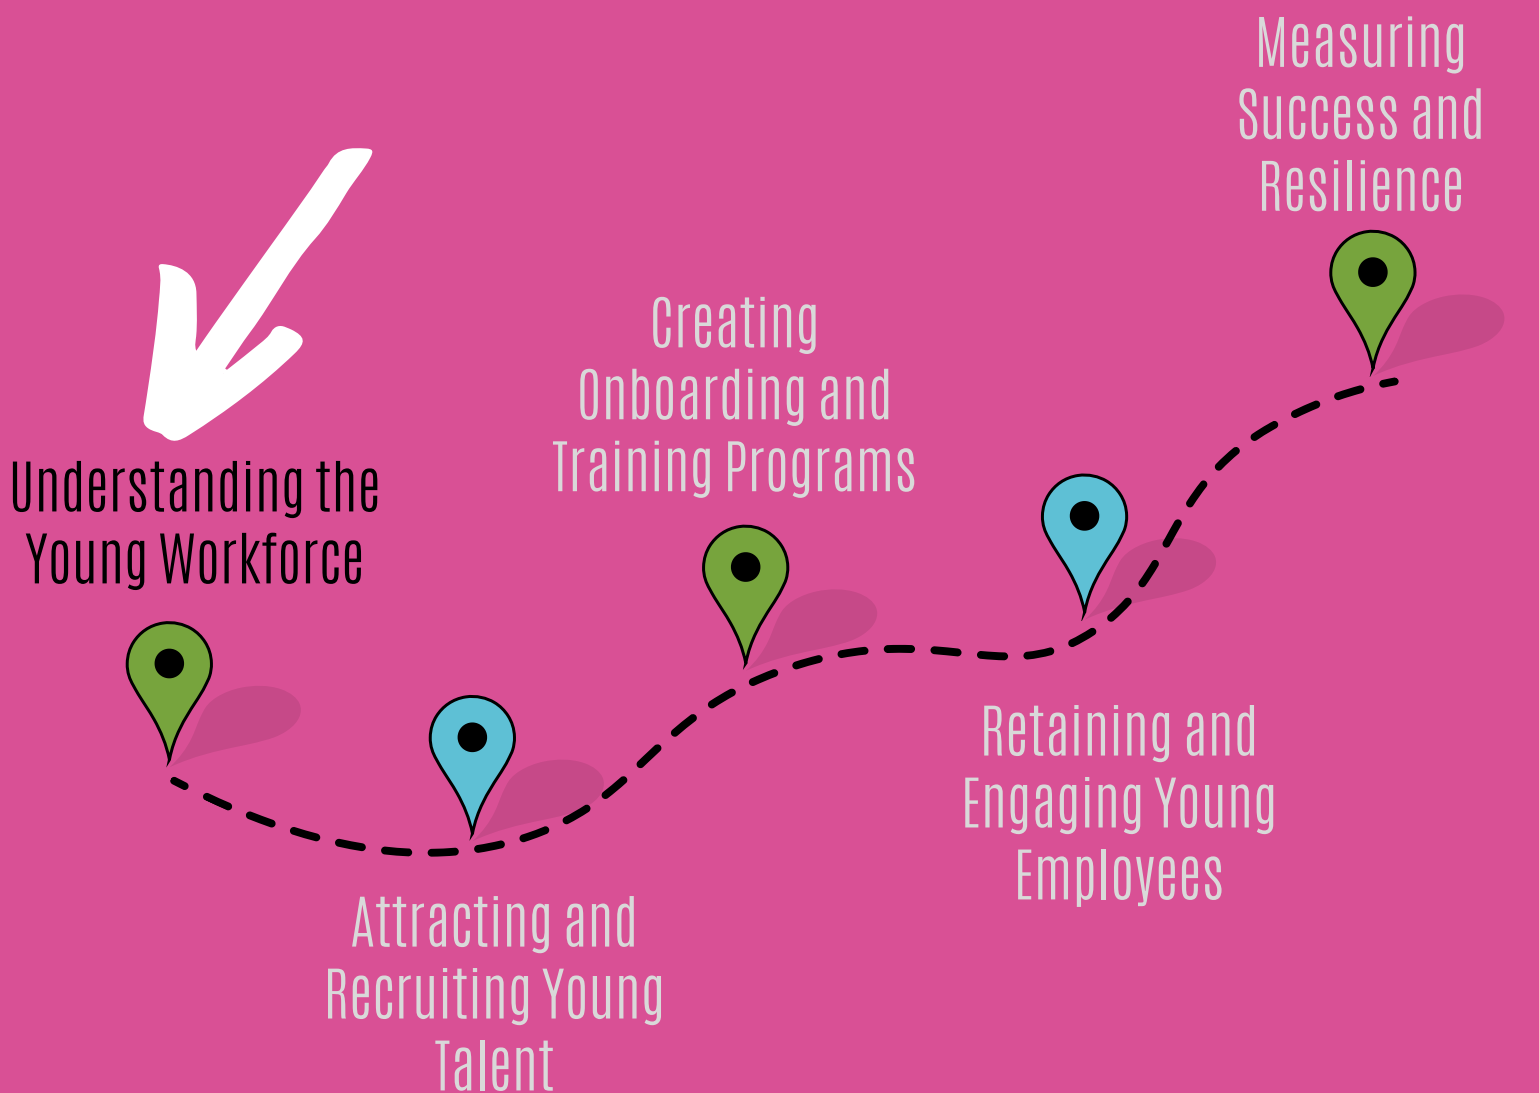 Understanding the
Young Workforce
Attracting and
Recruiting Young
Talent
Creating
Onboarding and
Training Programs
Retaining and
Engaging Young
Employees
Measuring
Success and
Resilience